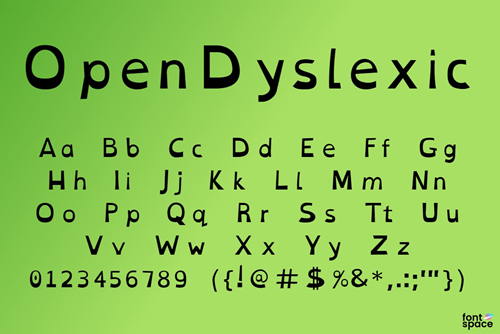 OpenDyslexic
Aa Bb Cc Dd Ee Ff Gg
Hh Ii Jj Kk Ll Mm Nn
Oo Pp Qq Rr Ss Tt Uu
Vv Ww Xx Yy Zz
0123456789 ({!@#$%&*,.:;'"})
font
space